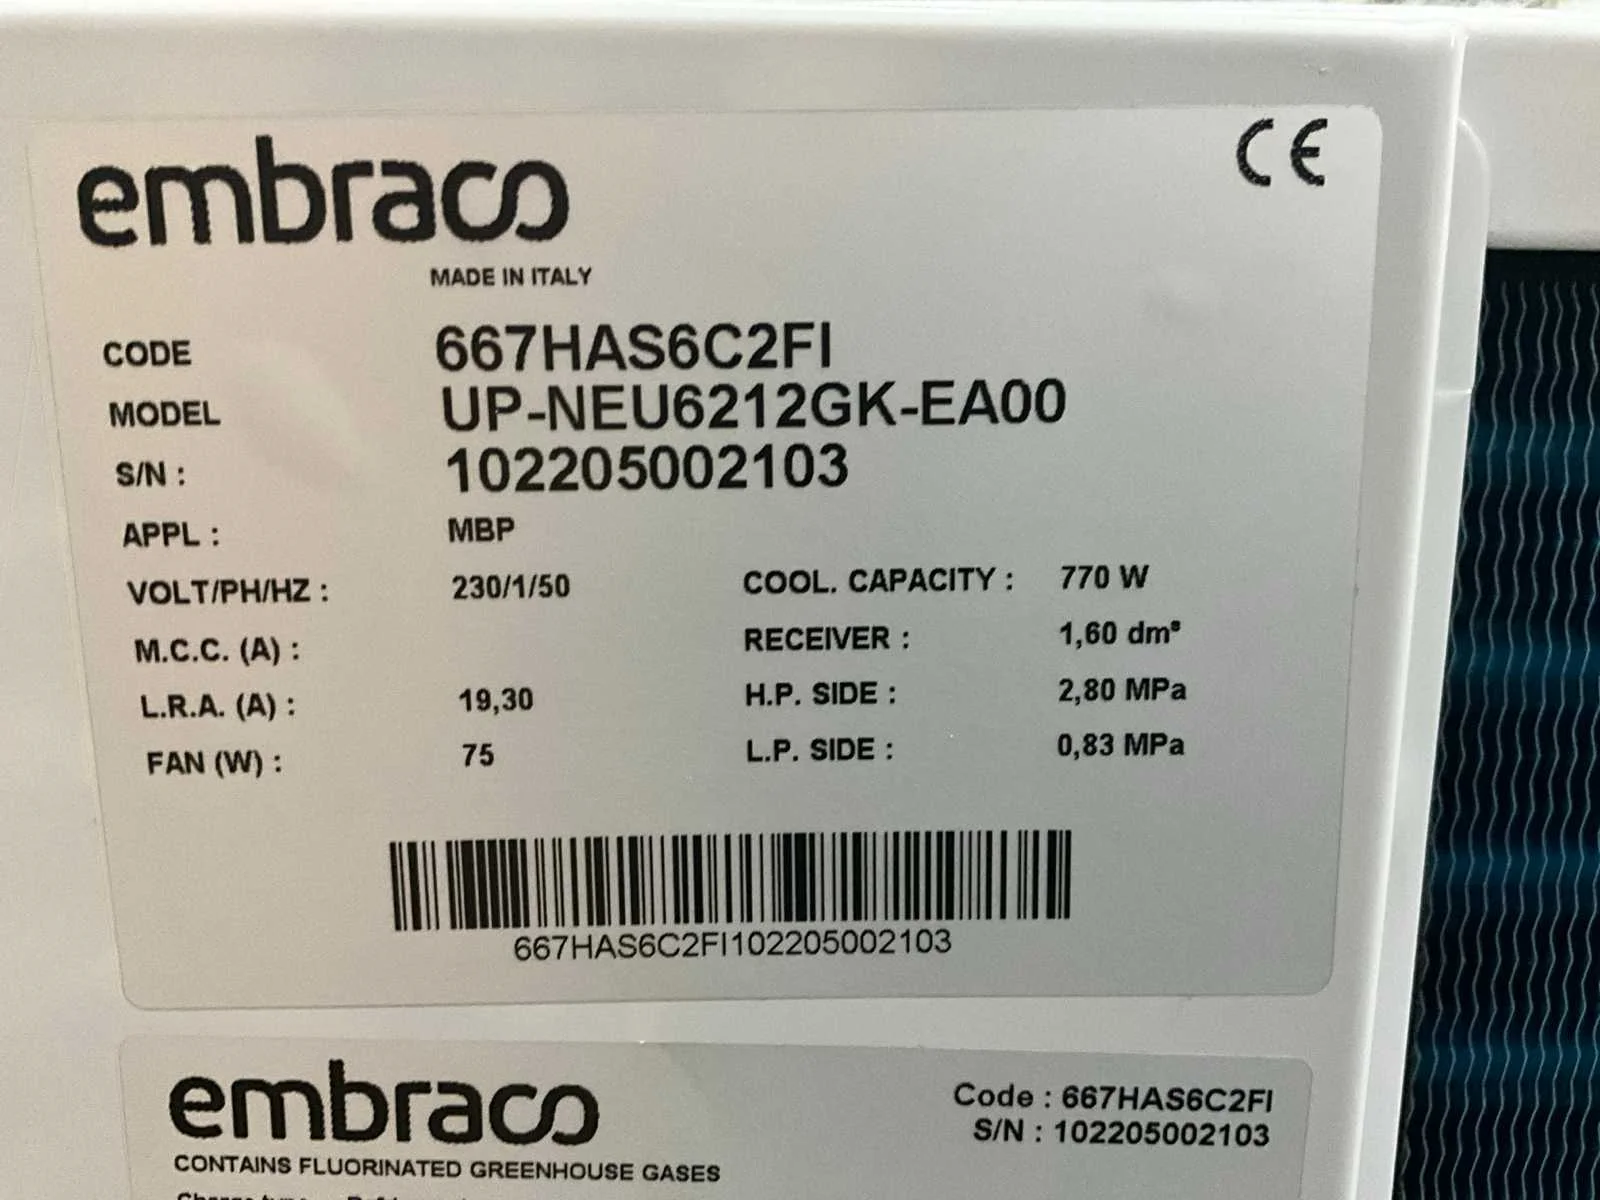 embraco
CE
MADE IN ITALY
CODE 667HAS6C2FI
MODEL UP-NEU6212GK-EA00
S/N : 102205002103
APPL : MBP
VOLT/PH/HZ : 230/1/50 COOL. CAPACITY : 770 W
M.C.C. (A) : RECEIVER : 1,60 dm³
L.R.A. (A) : 19,30 H.P. SIDE : 2,80 MPa
FAN (W) : 75 L.P. SIDE : 0,83 MPa
667HAS6C2FI102205002103
embraco
Code : 667HAS6C2FI
S/N : 102205002103
CONTAINS FLUORINATED GREENHOUSE GASES